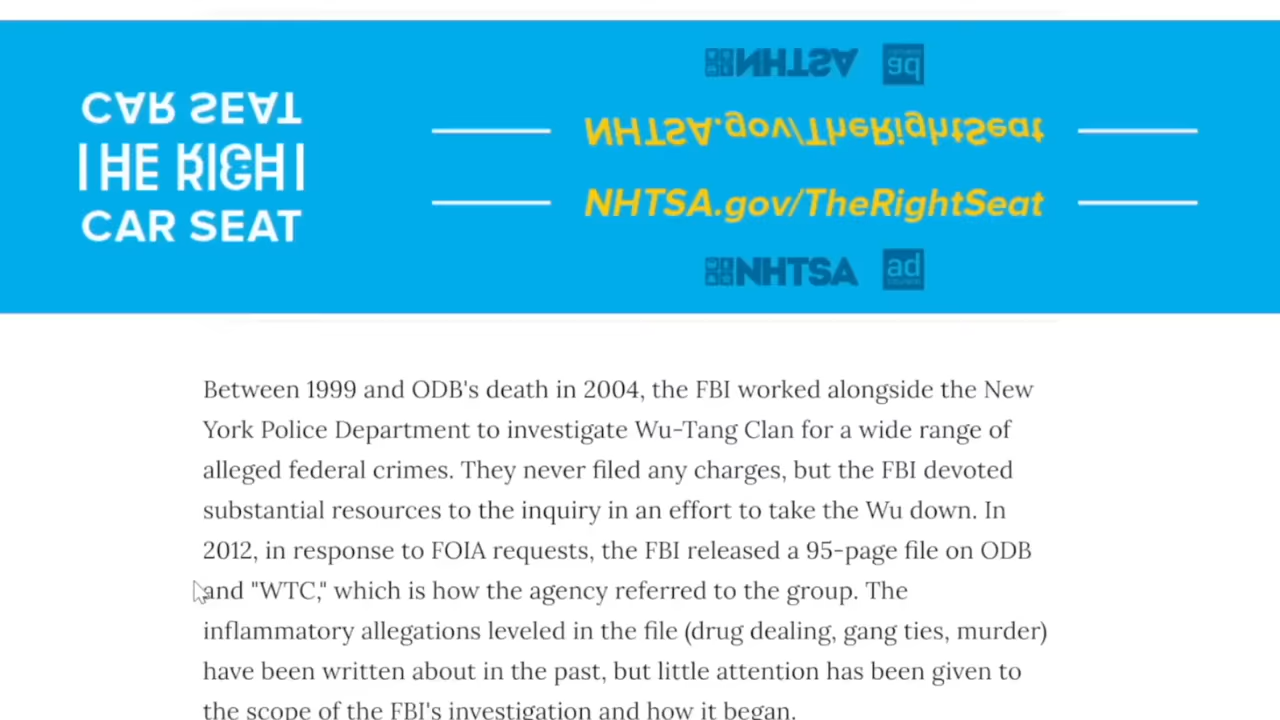 NHTSA
ad
CAR SEAT
NHTSA.gov/TheRightSeat
THE RIGHT
CAR SEAT
NHTSA.gov/TheRightSeat
NHTSA
ad
Between 1999 and ODB's death in 2004, the FBI worked alongside the New
York Police Department to investigate Wu-Tang Clan for a wide range of
alleged federal crimes. They never filed any charges, but the FBI devoted
substantial resources to the inquiry in an effort to take the Wu down. In
2012, in response to FOIA requests, the FBI released a 95-page file on ODB
and "WTC," which is how the agency referred to the group. The
inflammatory allegations leveled in the file (drug dealing, gang ties, murder)
have been written about in the past, but little attention has been given to
the scope of the FBI's investigation and how it began.